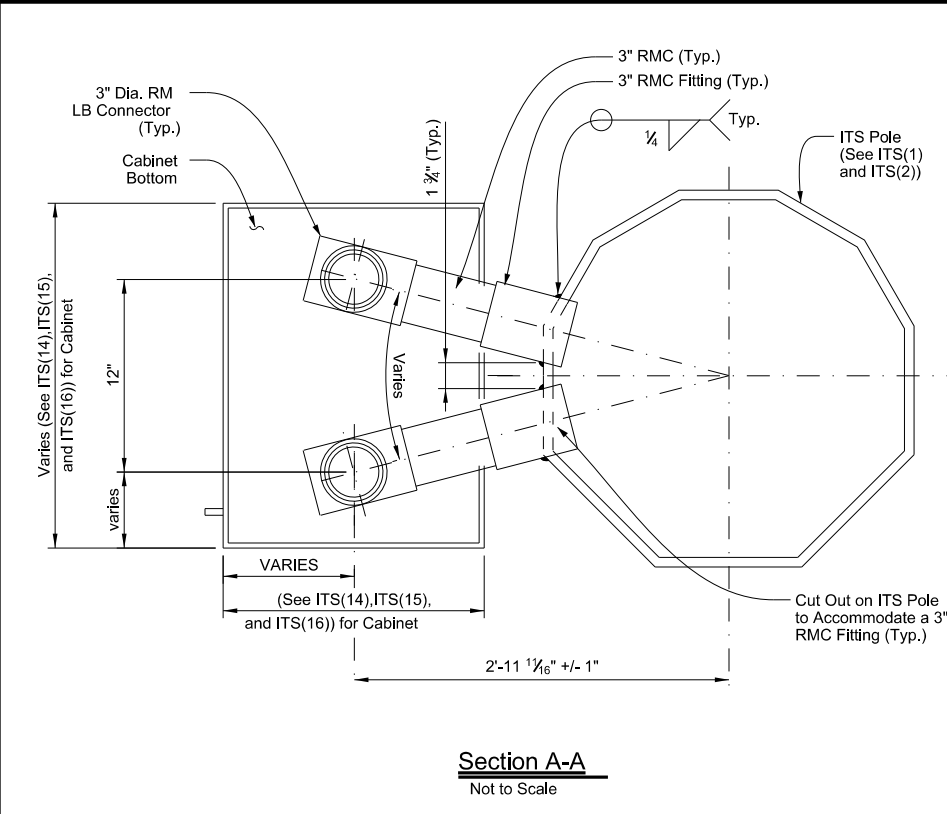 3" RMC (Typ.)
3" RMC Fitting (Typ.)
3" Dia. RM
LB Connector
(Typ.)
Cabinet
Bottom
1 ¾" (Typ.)
¼
Typ.
ITS Pole
(See ITS(1)
and ITS(2))
Varies (See ITS(14),ITS(15),
and ITS(16)) for Cabinet
12"
Varies
varies
VARIES
(See ITS(14),ITS(15),
and ITS(16)) for Cabinet
Cut Out on ITS Pole
to Accommodate a 3"
RMC Fitting (Typ.)
2'-11 11/16" +/- 1"
Section A-A
Not to Scale